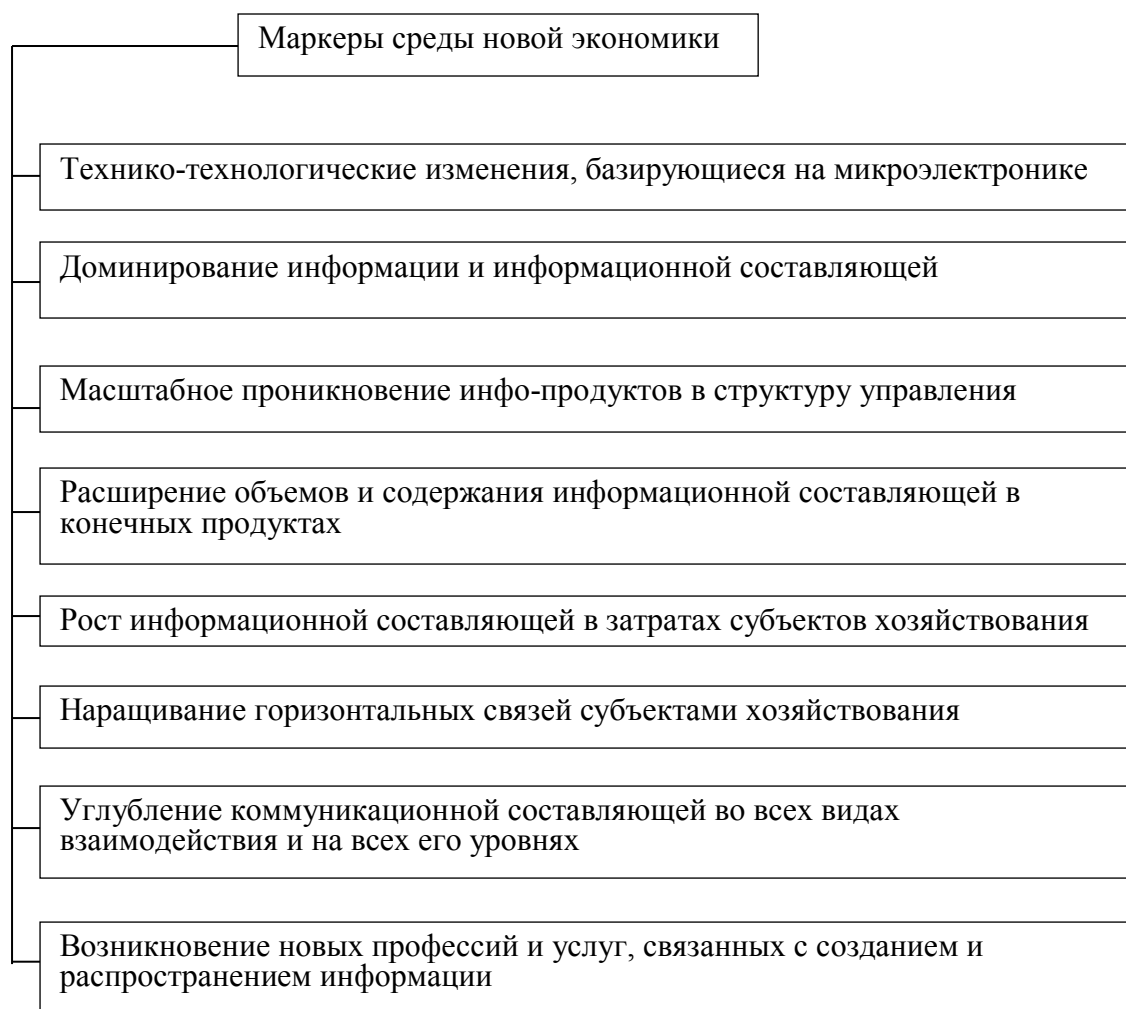 Маркеры среды новой экономики
Технико-технологические изменения, базирующиеся на микроэлектронике
Доминирование информации и информационной составляющей
Масштабное проникновение инфо-продуктов в структуру управления
Расширение объемов и содержания информационной составляющей в
конечных продуктах
Рост информационной составляющей в затратах субъектов хозяйствования
Наращивание горизонтальных связей субъектами хозяйствования
Углубление коммуникационной составляющей во всех видах
взаимодействия и на всех его уровнях
Возникновение новых профессий и услуг, связанных с созданием и
распространением информации